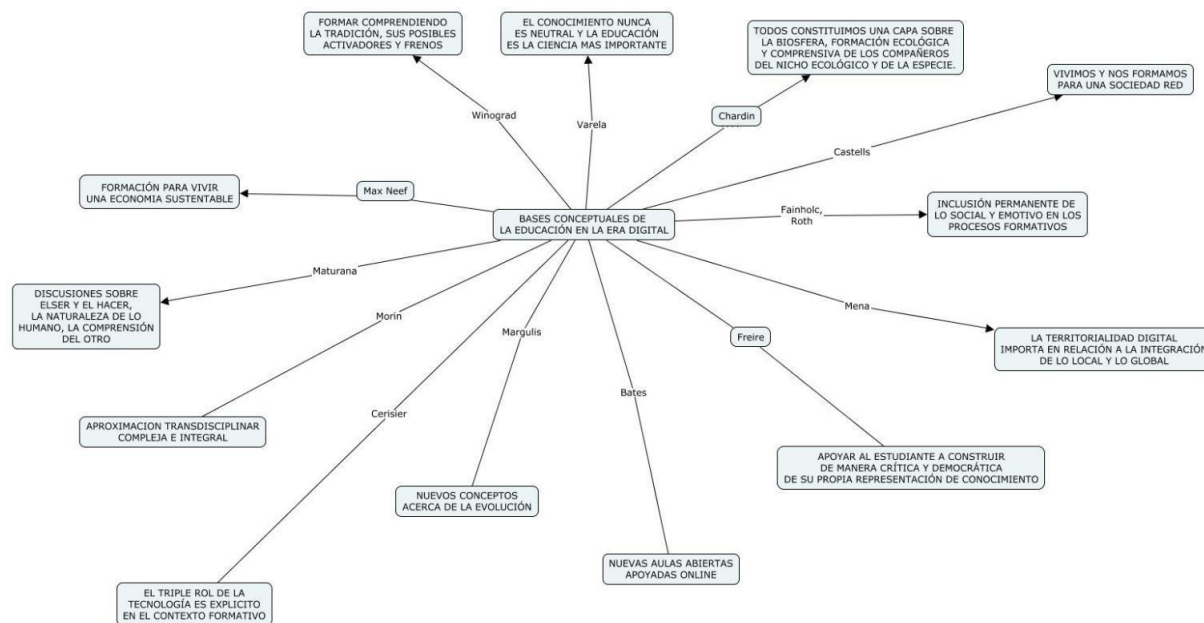 FORMAR COMPRENDIENDO
LA TRADICIÓN, SUS POSIBLES
ACTIVADORES Y FRENOS
EL CONOCIMIENTO NUNCA
ES NEUTRAL Y LA EDUCACIÓN
ES LA CIENCIA MAS IMPORTANTE
TODOS CONSTITUIMOS UNA CAPA SOBRE
LA BIOSFERA, FORMACIÓN ECOLÓGICA
Y COMPRENSIVA DE LOS COMPAÑEROS
DEL NICHO ECOLÓGICO Y DE LA ESPECIE.
VIVIMOS Y NOS FORMAMOS
PARA UNA SOCIEDAD RED
Winograd
Varela
Chardin
Castells
FORMACIÓN PARA VIVIR
UNA ECONOMIA SUSTENTABLE
Max Neef
BASES CONCEPTUALES DE
LA EDUCACIÓN EN LA ERA DIGITAL
Fainholc,
Roth
INCLUSIÓN PERMANENTE DE
LO SOCIAL Y EMOTIVO EN LOS
PROCESOS FORMATIVOS
Maturana
DISCUSIONES SOBRE
ELSER Y EL HACER,
LA NATURALEZA DE LO
HUMANO, LA COMPRENSIÓN
DEL OTRO
Morin
Margulis
Freire
Mena
LA TERRITORIALIDAD DIGITAL
IMPORTA EN RELACIÓN A LA INTEGRACIÓN
DE LO LOCAL Y LO GLOBAL
Cerisier
Bates
APROXIMACION TRANSDISCIPLINAR
COMPLEJA E INTEGRAL
APOYAR AL ESTUDIANTE A CONSTRUIR
DE MANERA CRÍTICA Y DEMOCRÁTICA
DE SU PROPIA REPRESENTACIÓN DE CONOCIMIENTO
NUEVOS CONCEPTOS
ACERCA DE LA EVOLUCIÓN
NUEVAS AULAS ABIERTAS
APOYADAS ONLINE
EL TRIPLE ROL DE LA
TECNOLOGÍA ES EXPLICITO
EN EL CONTEXTO FORMATIVO